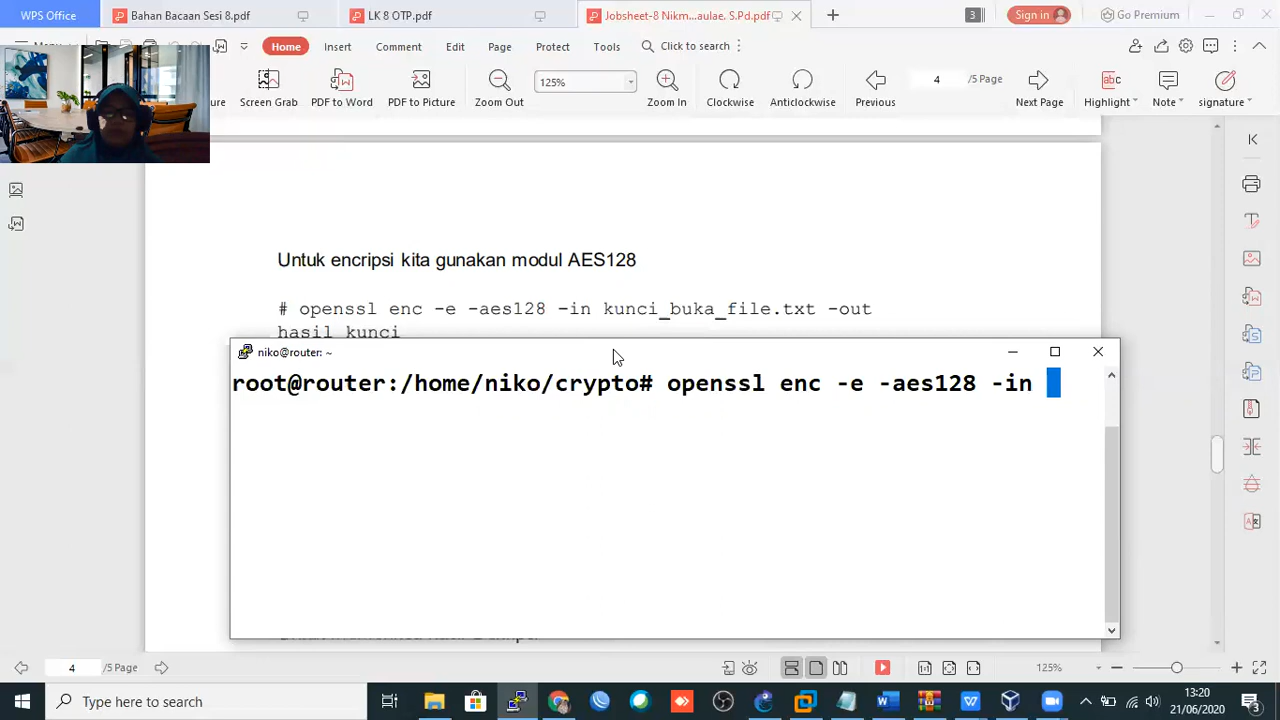 WPS Office
Bahan Bacaan Sesi 8.pdf
LK 8 OTP.pdf
Jobsheet-8 Nikm...aulae. S.Pd.pdf
3
Sign in
Go Premium
Home
Insert
Comment
Edit
Page
Protect
Tools
Click to search
Screen Grab
PDF to Word
PDF to Picture
Zoom Out
125%
Zoom In
Clockwise
Anticlockwise
Previous
4
/5 Page
Next Page
Highlight
Note
signature
Untuk encripsi kita gunakan modul AES128
# openssl enc -e -aes128 -in kunci_buka_file.txt -out
hasil kunci
niko@router: ~
root@router:/home/niko/crypto# openssl enc -e -aes128 -in
4
/5 Page
125%
Type here to search
13:20
21/06/2020
3